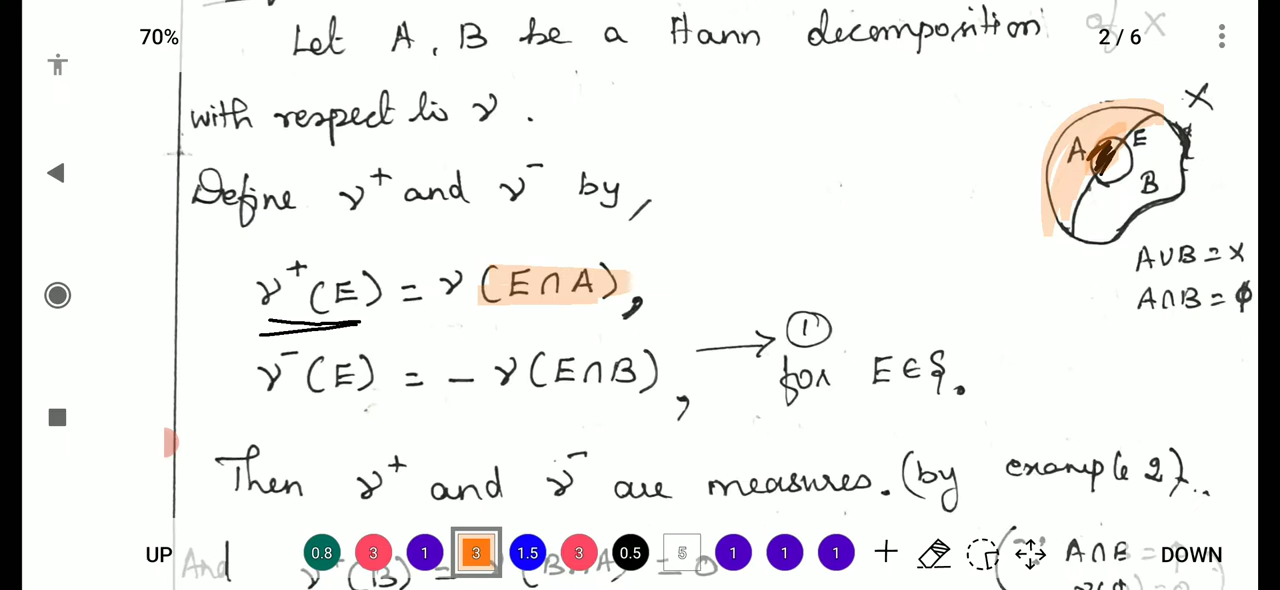 70%
2 / 6
Let A, B be a Hann decomposition of X
with respect to ν.
X
A
E
B
Define ν⁺ and ν⁻ by,
A∪B = X
ν⁺(E) = ν(E∩A),
A∩B = ϕ
ν⁻(E) = - ν(E∩B), → ① for E∈S.
Then ν⁺ and ν⁻ are measures. (by example 2)..
UP
0.8 3 1 3 1.5 3 0.5 5 1 1 1 +
DOWN
And ν⁺(B) = ν(B∩A) = 0
A∩B =